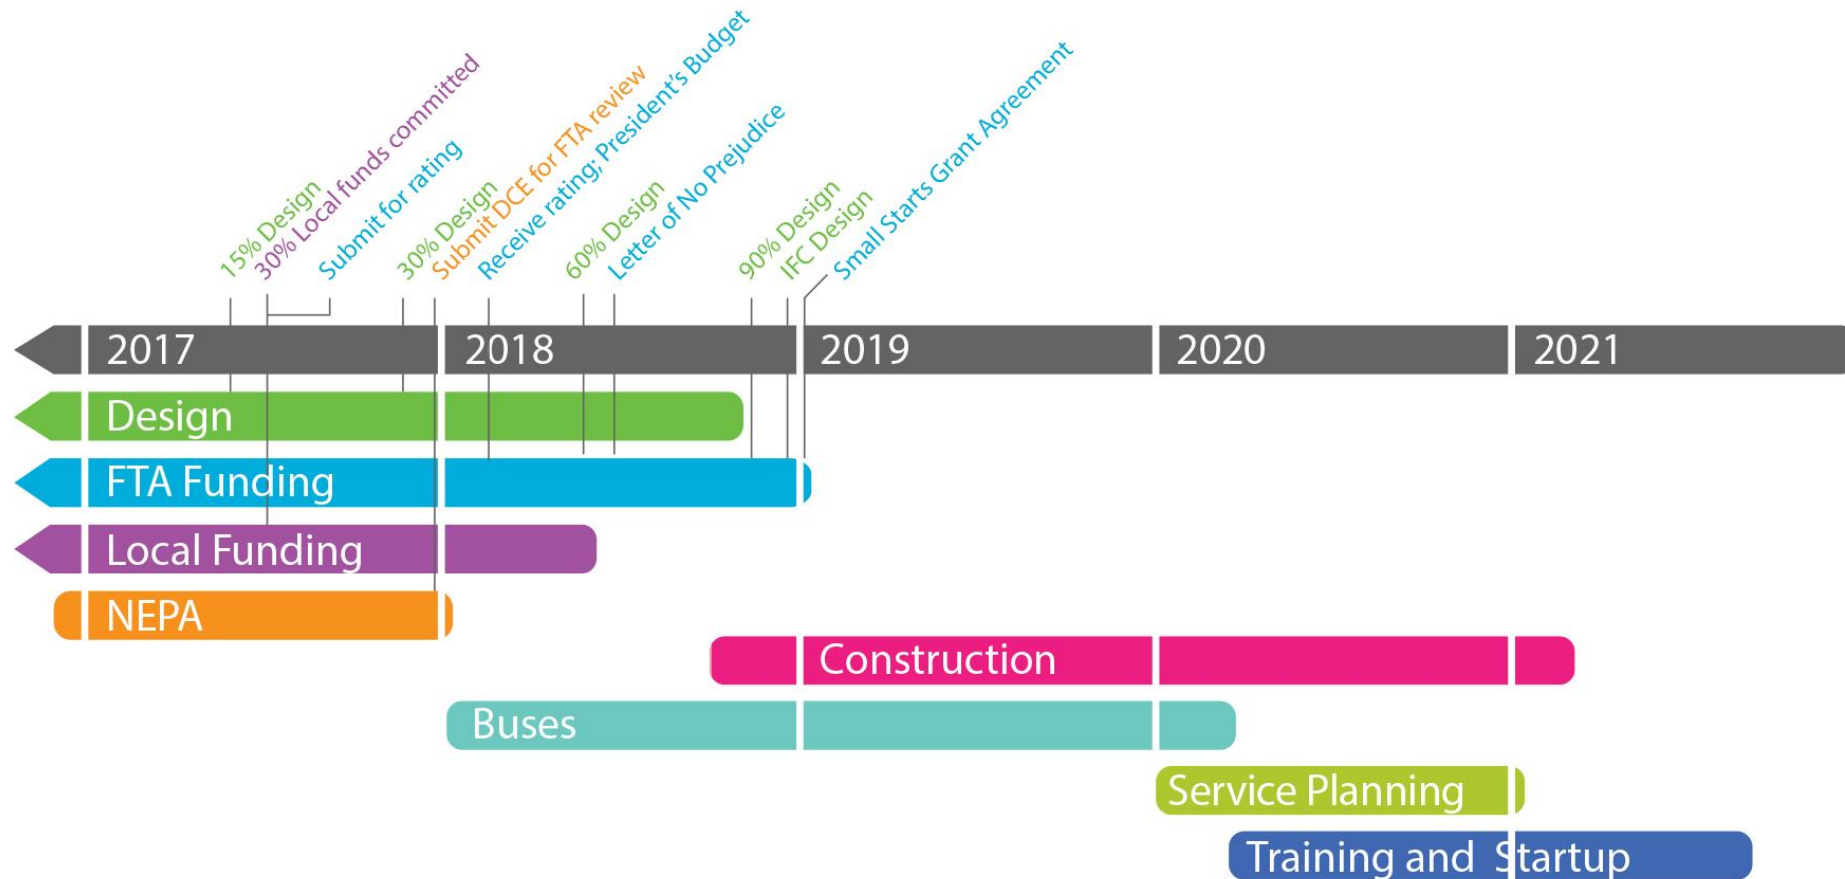 15% Design
30% Local funds committed
Submit for rating
30% Design
Submit DCE for FTA review
Receive rating; President's Budget
60% Design
Letter of No Prejudice
90% Design
IFC Design
Small Starts Grant Agreement
2017
2018
2019
2020
2021
Design
FTA Funding
Local Funding
NEPA
Construction
Buses
Service Planning
Training and Startup